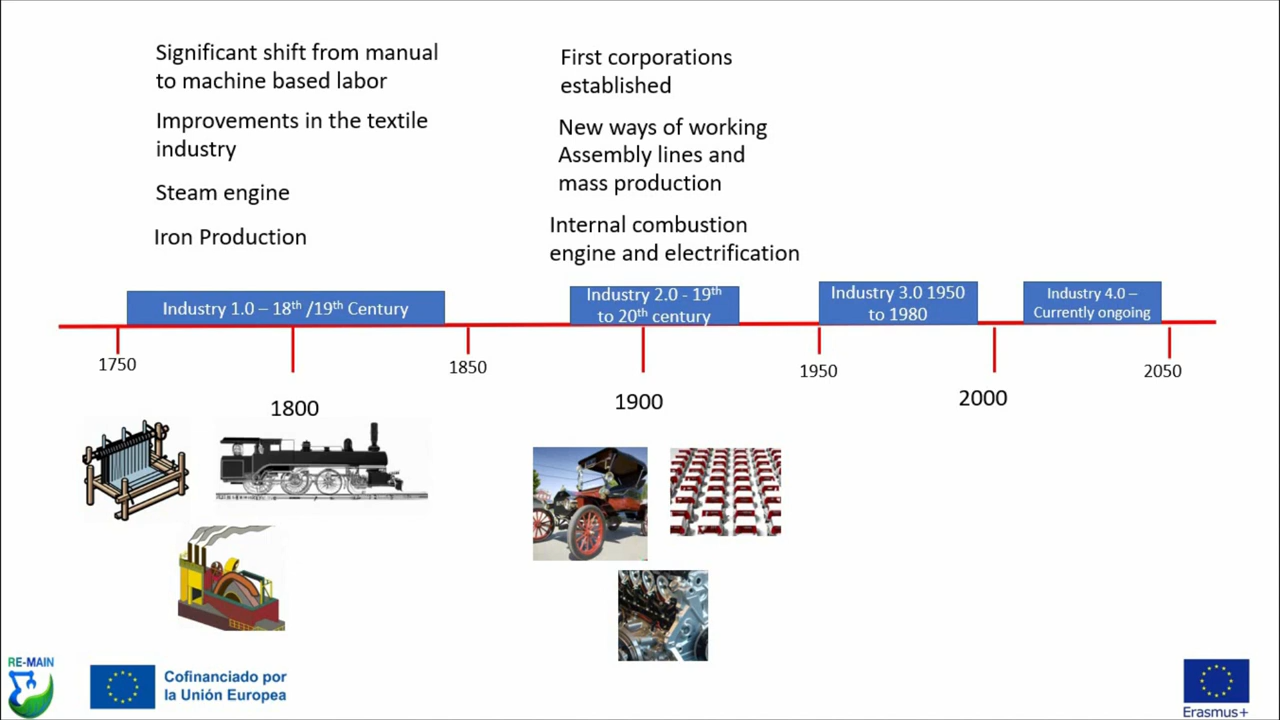 Significant shift from manual
to machine based labor
Improvements in the textile
industry
Steam engine
Iron Production
First corporations
established
New ways of working
Assembly lines and
mass production
Internal combustion
engine and electrification
Industry 1.0 – 18th /19th Century
Industry 2.0 - 19th
to 20th century
Industry 3.0 1950
to 1980
Industry 4.0 –
Currently ongoing
1750
1800
1850
1900
1950
2000
2050
RE-MAIN
Cofinanciado por
la Unión Europea
Erasmus+